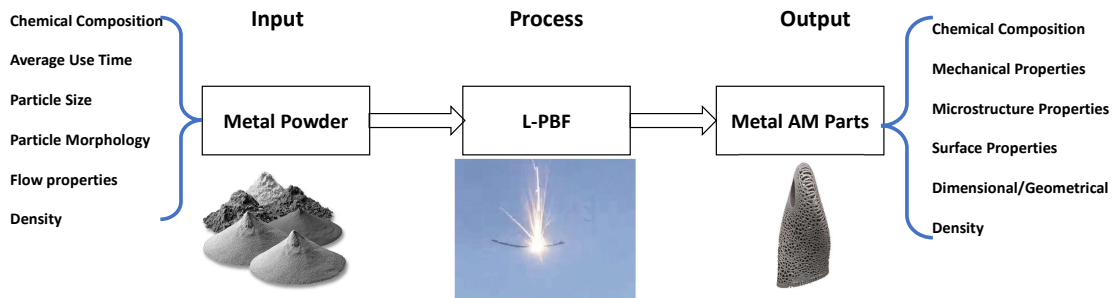 Input
Process
Output
Chemical Composition
Average Use Time
Particle Size
Particle Morphology
Flow properties
Density
Metal Powder
L-PBF
Metal AM Parts
Chemical Composition
Mechanical Properties
Microstructure Properties
Surface Properties
Dimensional/Geometrical
Density